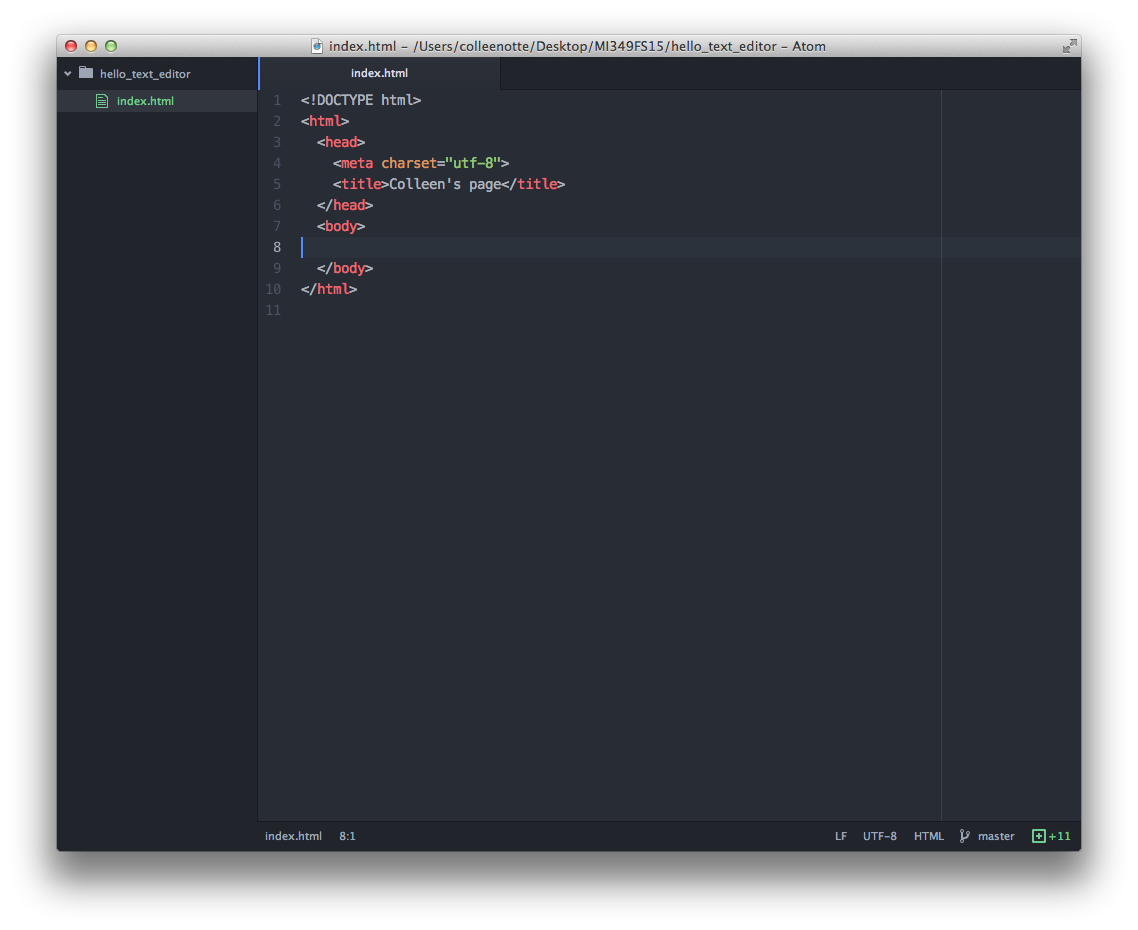 index.html – /Users/colleenotte/Desktop/MI349FS15/hello_text_editor – Atom
hello_text_editor
index.html
index.html
1 <!DOCTYPE html>
2 <html>
3   <head>
4     <meta charset="utf-8">
5     <title>Colleen's page</title>
6   </head>
7   <body>
8
9   </body>
10 </html>
11
index.html 8:1 LF UTF-8 HTML master +11